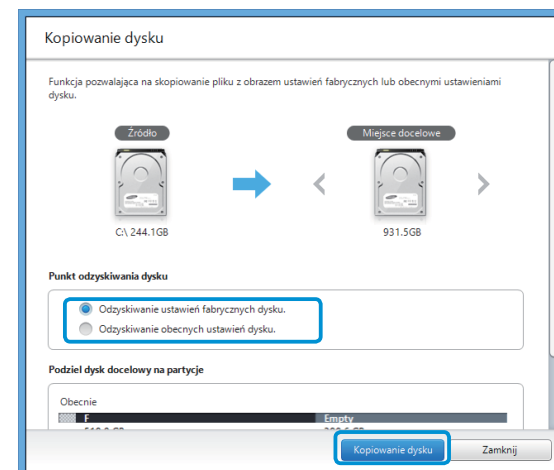 Kopiowanie dysku
Funkcja pozwalająca na skopiowanie pliku z obrazem ustawień fabrycznych lub obecnymi ustawieniami
dysku.
Źródło
Miejsce docelowe
C:\ 244.1GB
931.5GB
Punkt odzyskiwania dysku
Odzyskiwanie ustawień fabrycznych dysku.
Odzyskiwanie obecnych ustawień dysku.
Podziel dysk docelowy na partycje
Obecnie
F
Empty
Kopiowanie dysku
Zamknij